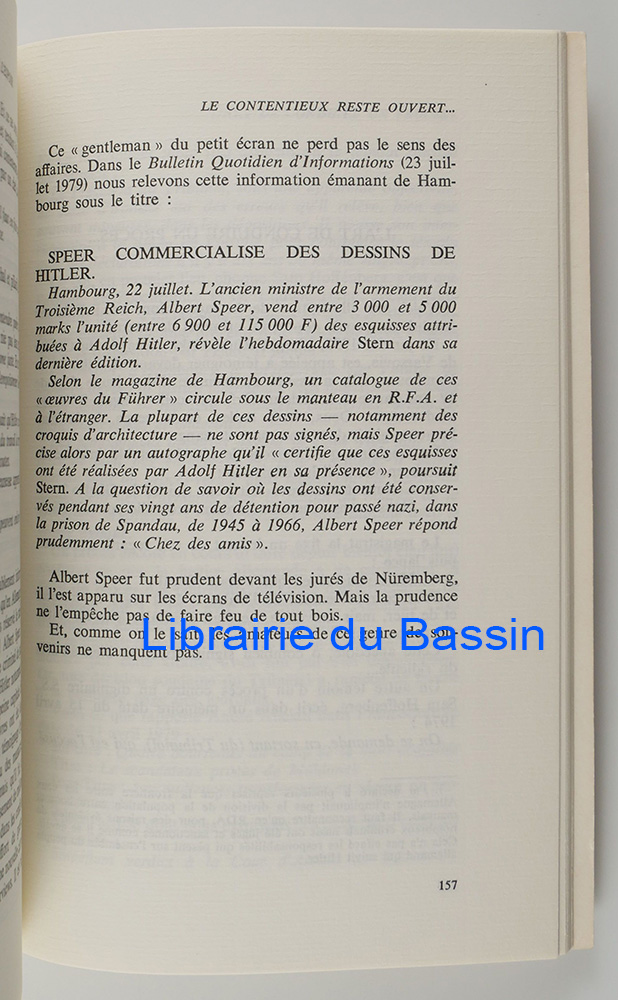 LE CONTENTIEUX RESTE OUVERT...
Ce « gentleman » du petit écran ne perd pas le sens des
affaires. Dans le Bulletin Quotidien d'Informations (23 juil-
let 1979) nous relevons cette information émanant de Ham-
bourg sous le titre :
SPEER COMMERCIALISE DES DESSINS DE
HITLER.
Hambourg, 22 juillet. L'ancien ministre de l'armement du
Troisième Reich, Albert Speer, vend entre 3 000 et 5 000
marks l'unité (entre 6 900 et 115 000 F) des esquisses attri-
buées à Adolf Hitler, révèle l'hebdomadaire Stern dans sa
dernière édition.
Selon le magazine de Hambourg, un catalogue de ces
« œuvres du Führer » circule sous le manteau en R.F.A. et
à l'étranger. La plupart de ces dessins — notamment des
croquis d'architecture — ne sont pas signés, mais Speer pré-
cise alors par un autographe qu'il « certifie que ces esquisses
ont été réalisées par Adolf Hitler en sa présence », poursuit
Stern. A la question de savoir où les dessins ont été conser-
vés pendant ses vingt ans de détention pour passé nazi, dans
la prison de Spandau, de 1945 à 1966, Albert Speer répond
prudemment : « Chez des amis ».
Albert Speer fut prudent devant les jurés de Nüremberg,
il l'est apparu sur les écrans de télévision. Mais la prudence
ne l'empêche pas de faire feu de tout bois.
Et, comme on le sait, les amateurs de ce genre de sou-
venirs ne manquent pas.
Librairie du Bassin
157